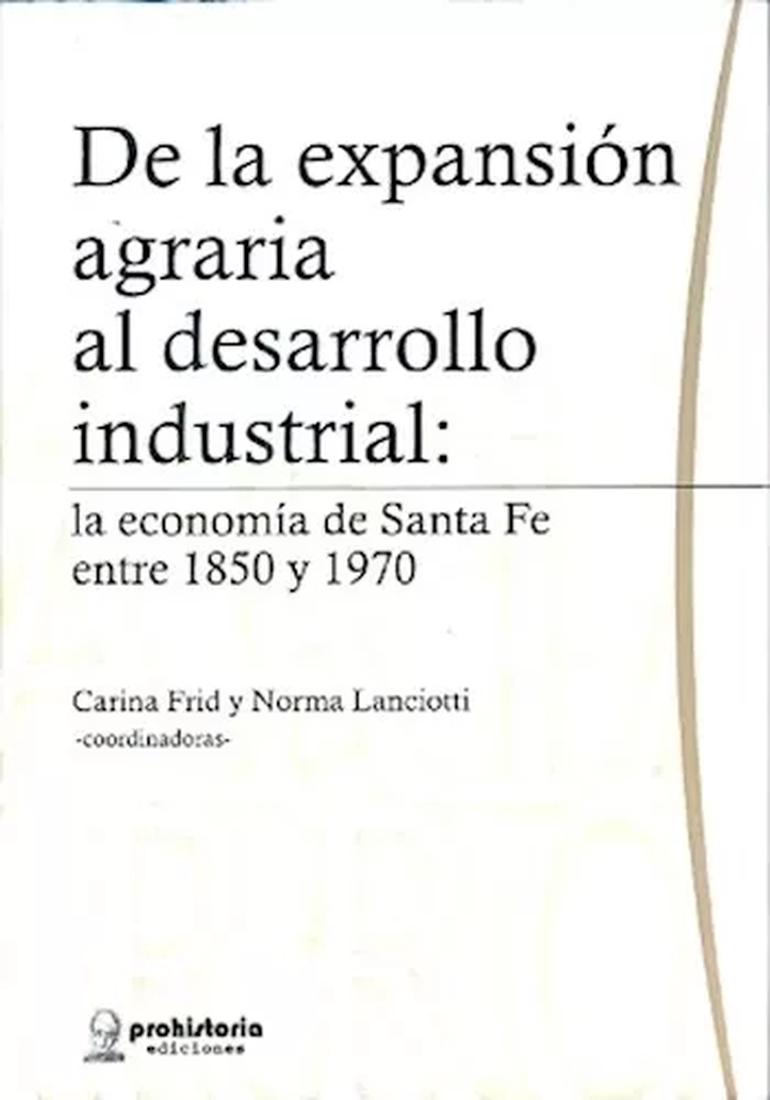 De la expansión
agraria
al desarrollo
industrial:
la economía de Santa Fe
entre 1850 y 1970
Carina Frid y Norma Lanciotti
-coordinadoras-
prohistoria
ediciones